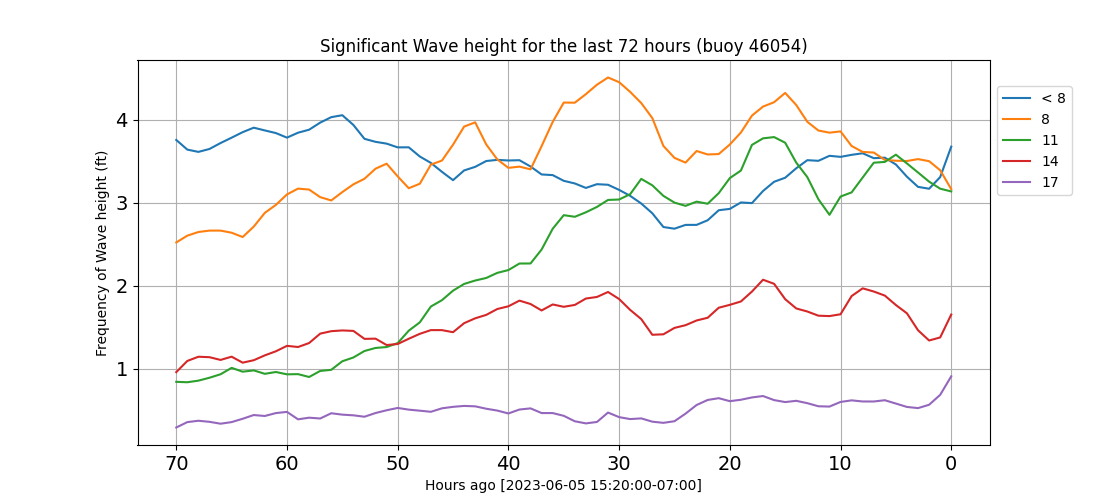 Significant Wave height for the last 72 hours (buoy 46054)
Frequency of Wave height (ft)
4
3
2
1
70 60 50 40 30 20 10 0
Hours ago [2023-06-05 15:20:00-07:00]
< 8
8
11
14
17